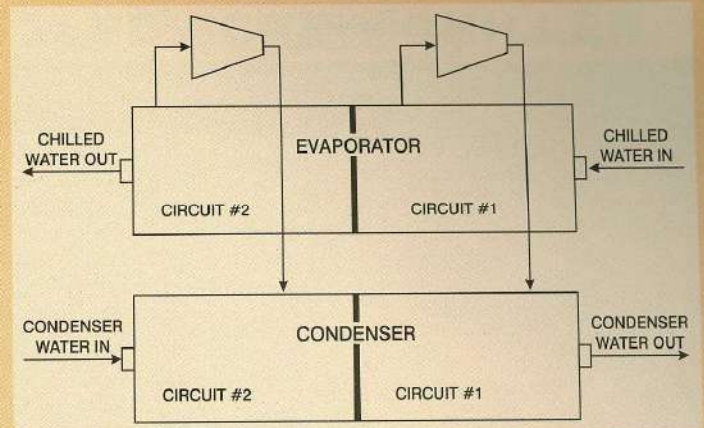 CHILLED
WATER OUT
EVAPORATOR
CHILLED
WATER IN
CIRCUIT #2
CIRCUIT #1
CONDENSER
WATER IN
CONDENSER
CONDENSER
WATER OUT
CIRCUIT #2
CIRCUIT #1